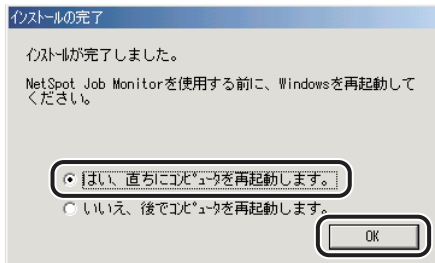 インストールの完了
インストールが完了しました。
NetSpot Job Monitorを使用する前に、Windowsを再起動して
ください。
はい、直ちにコンピュータを再起動します。
いいえ、後でコンピュータを再起動します。
OK